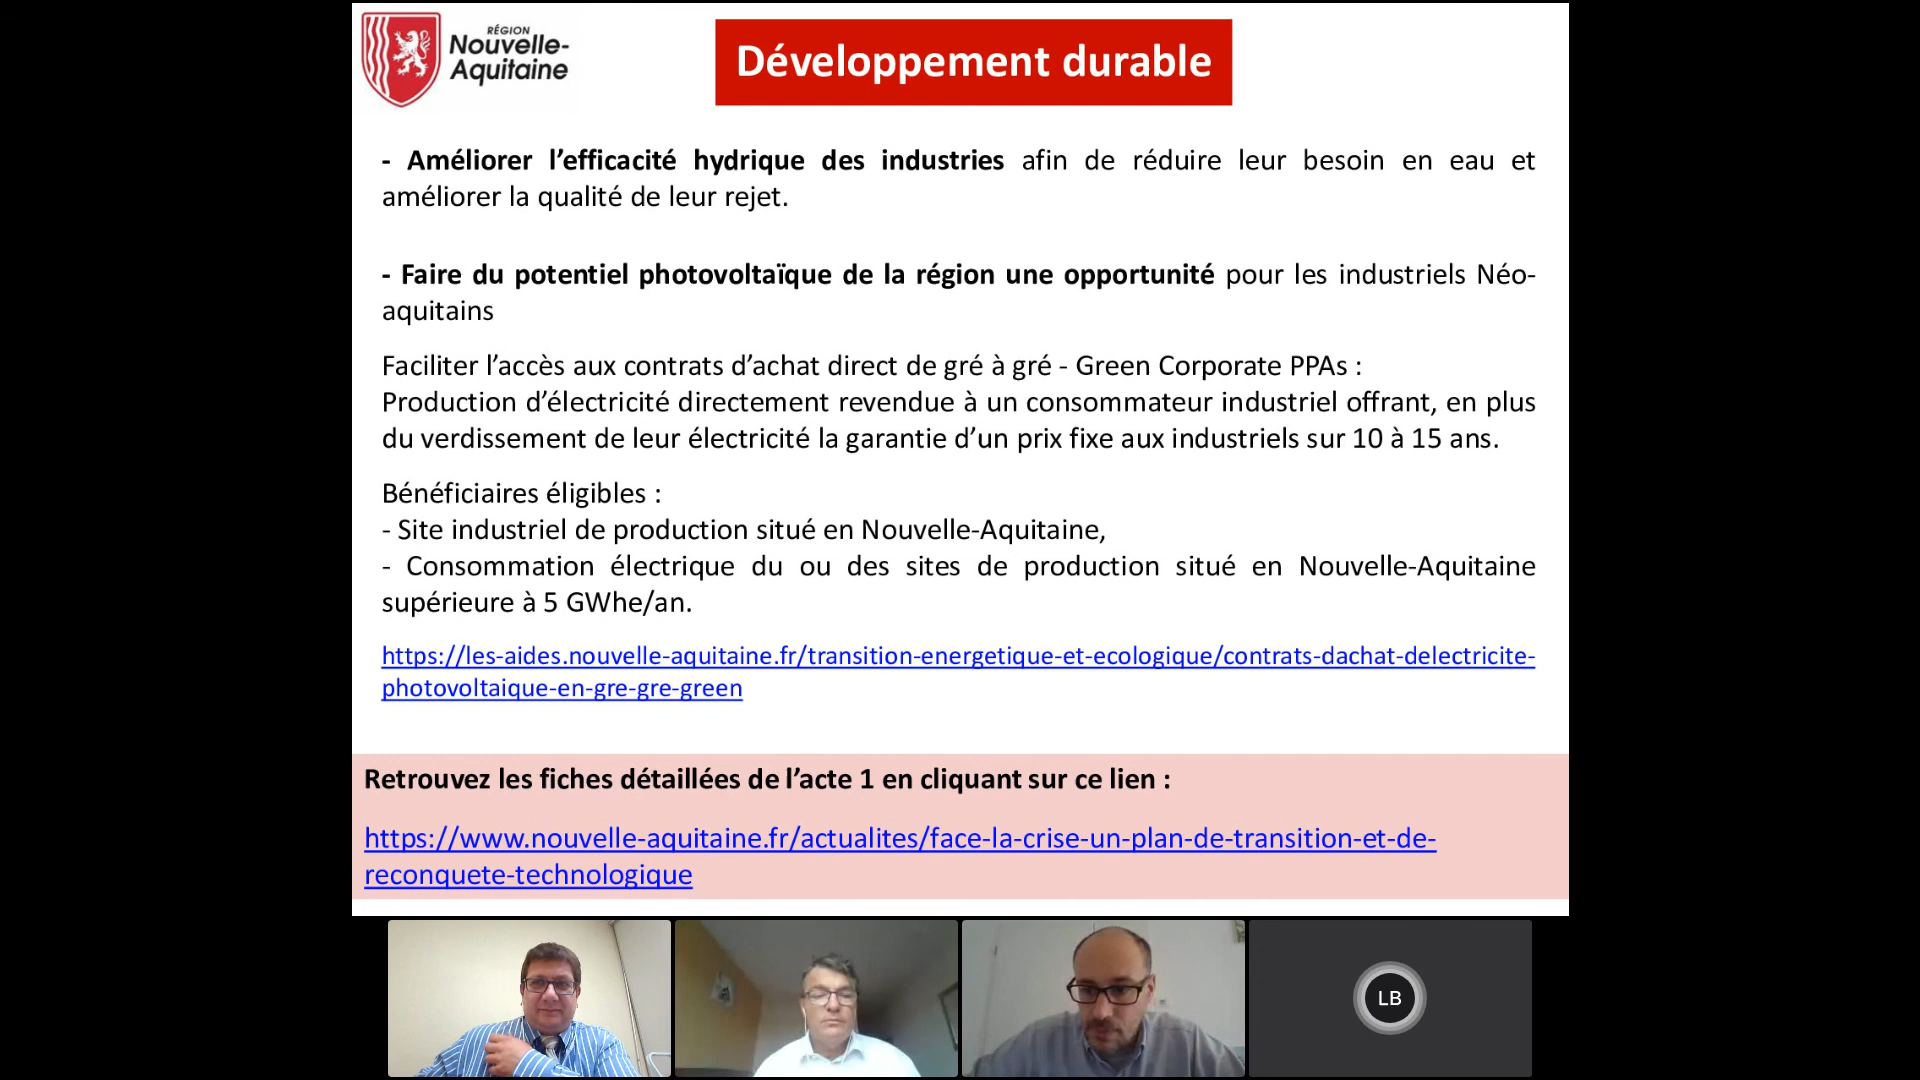 RÉGION
Nouvelle-
Aquitaine
Développement durable
- Améliorer l’efficacité hydrique des industries afin de réduire leur besoin en eau et
améliorer la qualité de leur rejet.
- Faire du potentiel photovoltaïque de la région une opportunité pour les industriels Néo-
aquitains
Faciliter l’accès aux contrats d’achat direct de gré à gré - Green Corporate PPAs :
Production d’électricité directement revendue à un consommateur industriel offrant, en plus
du verdissement de leur électricité la garantie d’un prix fixe aux industriels sur 10 à 15 ans.
Bénéficiaires éligibles :
- Site industriel de production situé en Nouvelle-Aquitaine,
- Consommation électrique du ou des sites de production situé en Nouvelle-Aquitaine
supérieure à 5 GWhe/an.
https://les-aides.nouvelle-aquitaine.fr/transition-energetique-et-ecologique/contrats-dachat-delectricite-
photovoltaique-en-gre-gre-green
Retrouvez les fiches détaillées de l’acte 1 en cliquant sur ce lien :
https://www.nouvelle-aquitaine.fr/actualites/face-la-crise-un-plan-de-transition-et-de-
reconquete-technologique
LB